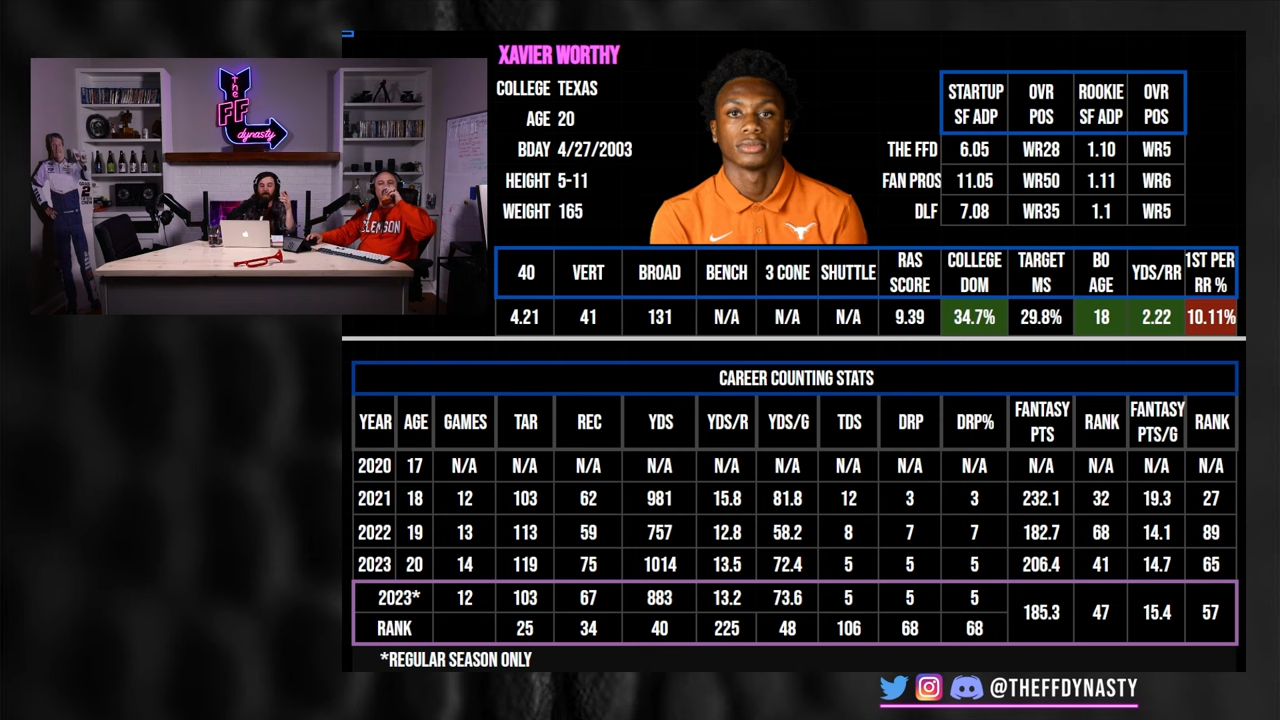 The
FF
dynasty
CLEMSON
XAVIER WORTHY
COLLEGE TEXAS
AGE 20
BDAY 4/27/2003
HEIGHT 5-11
WEIGHT 165
STARTUP SF ADP OVR POS ROOKIE SF ADP OVR POS
THE FFD 6.05 WR28 1.10 WR5
FAN PROS 11.05 WR50 1.11 WR6
DLF 7.08 WR35 1.1 WR5
40 VERT BROAD BENCH 3 CONE SHUTTLE RAS SCORE COLLEGE DOM TARGET MS BO AGE YDS/RR 1ST PER RR %
4.21 41 131 N/A N/A N/A 9.39 34.7% 29.8% 18 2.22 10.11%
CAREER COUNTING STATS
YEAR AGE GAMES TAR REC YDS YDS/R YDS/G TDS DRP DRP% FANTASY PTS RANK FANTASY PTS/G RANK
2020 17 N/A N/A N/A N/A N/A N/A N/A N/A N/A N/A N/A N/A N/A
2021 18 12 103 62 981 15.8 81.8 12 3 3 232.1 32 19.3 27
2022 19 13 113 59 757 12.8 58.2 8 7 7 182.7 68 14.1 89
2023 20 14 119 75 1014 13.5 72.4 5 5 5 206.4 41 14.7 65
2023* 12 103 67 883 13.2 73.6 5 5 5 185.3 47 15.4 57
RANK 25 34 40 225 48 106 68 68
*REGULAR SEASON ONLY
@THEFFDYNASTY